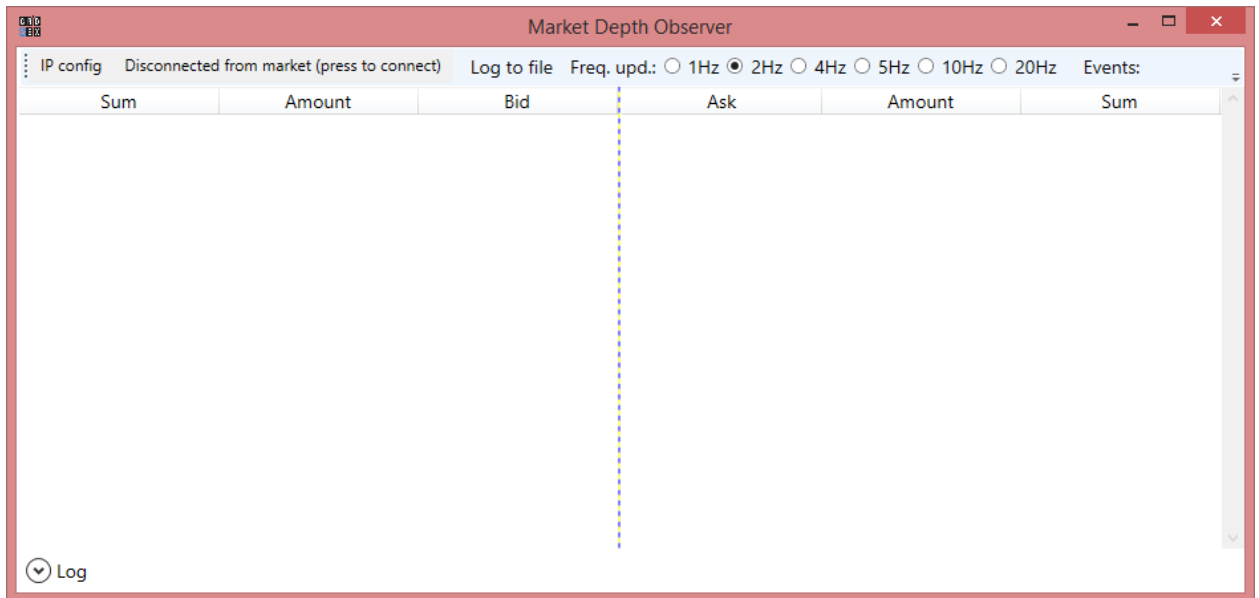 Market Depth Observer
IP config Disconnected from market (press to connect) Log to file Freq. upd.: 1Hz 2Hz 4Hz 5Hz 10Hz 20Hz Events:
Sum Amount Bid Ask Amount Sum
Log